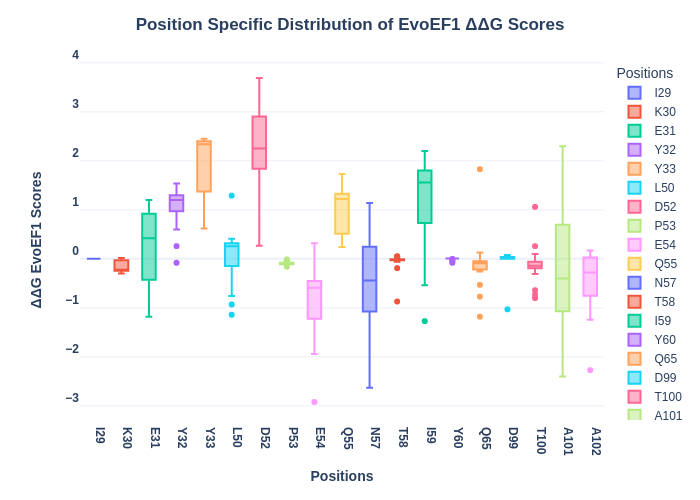 Position Specific Distribution of EvoEF1 ΔΔG Scores
4
3
2
1
0
−1
−2
−3
ΔΔG EvoEF1 Scores
I29
K30
E31
Y32
Y33
L50
D52
P53
E54
Q55
N57
T58
I59
Y60
Q65
D99
T100
A101
A102
Positions
Positions
I29
K30
E31
Y32
Y33
L50
D52
P53
E54
Q55
N57
T58
I59
Y60
Q65
D99
T100
A101